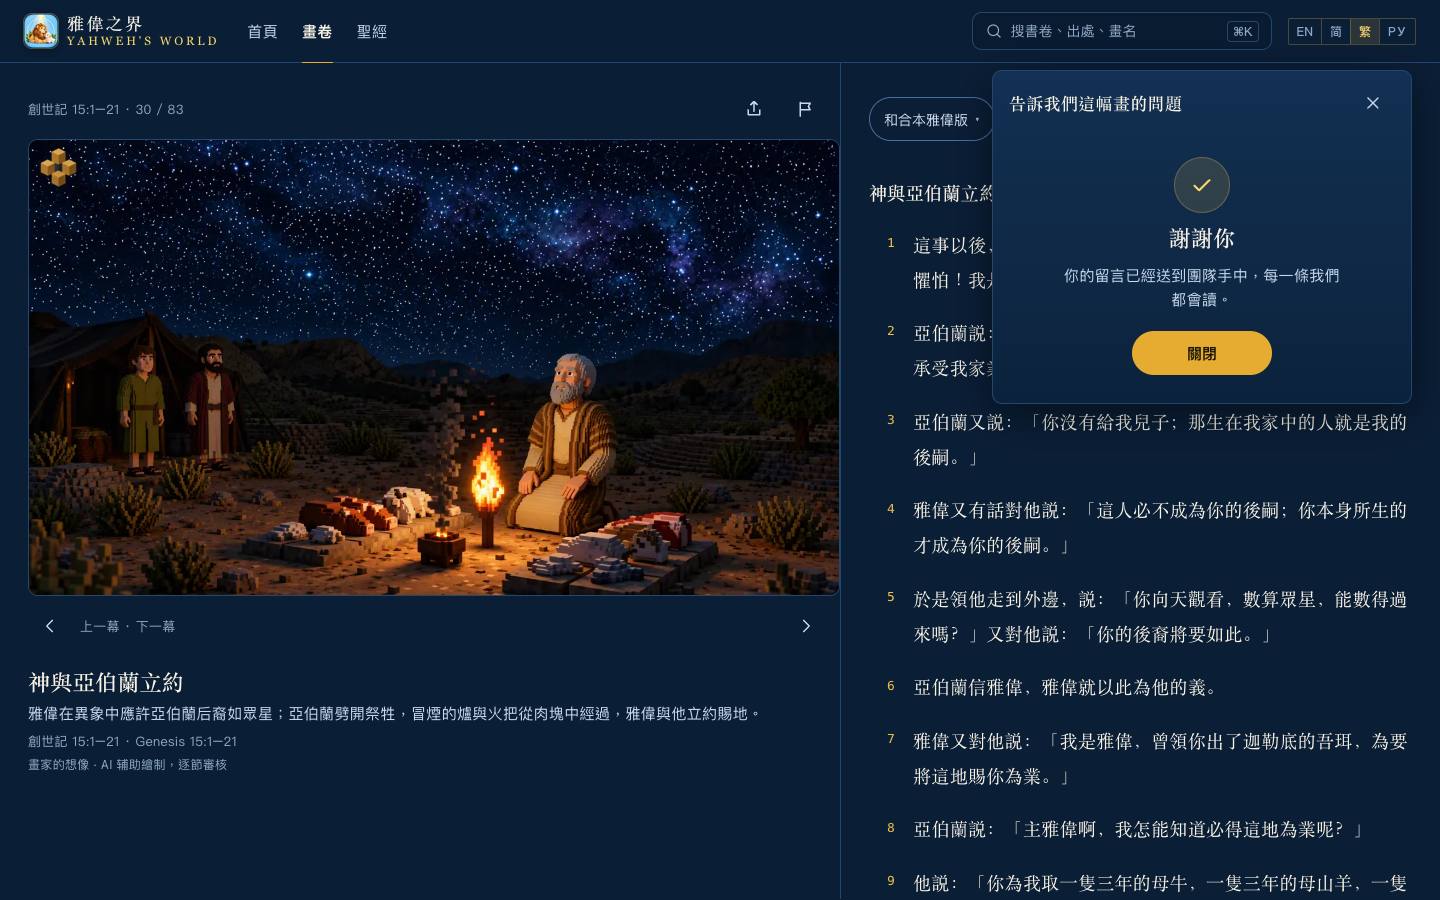 雅偉之界
YAHWEH'S WORLD
首頁
畫卷
聖經
搜書卷、出處、畫名
⌘K
EN
简
繁
РУ
創世記 15:1–21 · 30 / 83
上一幕 · 下一幕
神與亞伯蘭立約
雅偉在異象中應許亞伯蘭后裔如眾星；亞伯蘭劈開祭牲，冒煙的爐與火把從肉塊中經過，雅偉與他立約賜地。
創世記 15:1–21 · Genesis 15:1–21
畫家的想像 · AI 辅助繪制，逐節審核
和合本雅偉版
告訴我們這幅畫的問題
謝謝你
你的留言已經送到團隊手中，每一條我們
都會讀。
關閉
神與亞伯蘭立約
1 這事以後，
懼怕！我是
2 亞伯蘭説：
承受我家業
3 亞伯蘭又説：「你沒有給我兒子；那生在我家中的人就是我的
後嗣。」
4 雅偉又有話對他説：「這人必不成為你的後嗣；你本身所生的
才成為你的後嗣。」
5 於是領他走到外邊，説：「你向天觀看，數算眾星，能數得過
來嗎？」又對他説：「你的後裔將要如此。」
6 亞伯蘭信雅偉，雅偉就以此為他的義。
7 雅偉又對他説：「我是雅偉，曾領你出了迦勒底的吾珥，為要
將這地賜你為業。」
8 亞伯蘭説：「主雅偉啊，我怎能知道必得這地為業呢？」
9 他説：「你為我取一隻三年的母牛，一隻三年的母山羊，一隻